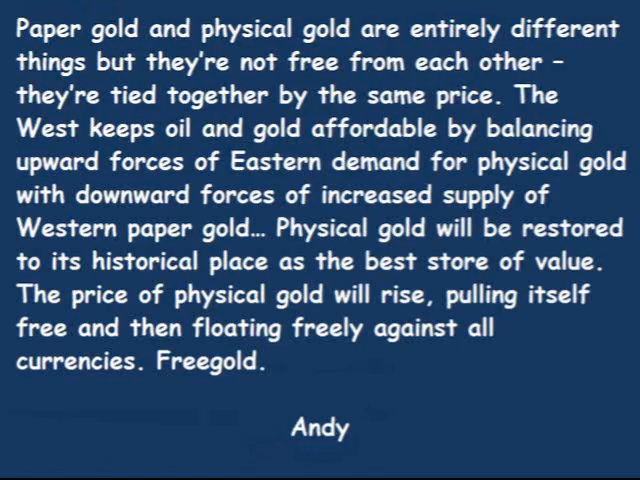 Paper gold and physical gold are entirely different
things but they're not free from each other –
they're tied together by the same price. The
West keeps oil and gold affordable by balancing
upward forces of Eastern demand for physical gold
with downward forces of increased supply of
Western paper gold... Physical gold will be restored
to its historical place as the best store of value.
The price of physical gold will rise, pulling itself
free and then floating freely against all
currencies. Freegold.
Andy